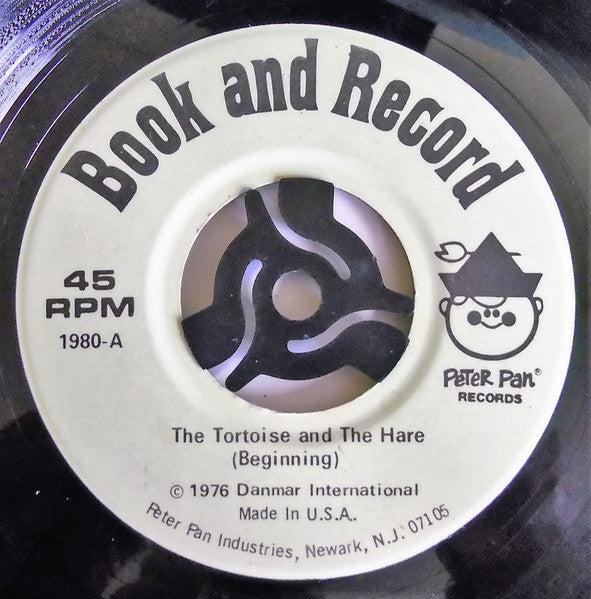 Book and Record
45
RPM
1980-A
PETER PAN®
RECORDS
The Tortoise and The Hare
(Beginning)
© 1976 Danmar International
Made In U.S.A.
Peter Pan Industries, Newark, N.J. 07105